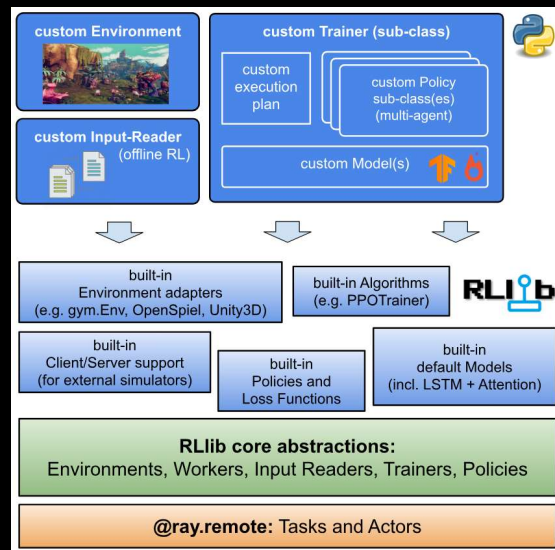 custom Environment
custom Input-Reader
(offline RL)
custom Trainer (sub-class)
custom
execution
plan
custom Policy
sub-class(es)
(multi-agent)
custom Model(s)
built-in
Environment adapters
(e.g. gym.Env, OpenSpiel, Unity3D)
built-in Algorithms
(e.g. PPOTrainer)
RLlib
built-in
Client/Server support
(for external simulators)
built-in
Policies and
Loss Functions
built-in
default Models
(incl. LSTM + Attention)
RLlib core abstractions:
Environments, Workers, Input Readers, Trainers, Policies
@ray.remote: Tasks and Actors